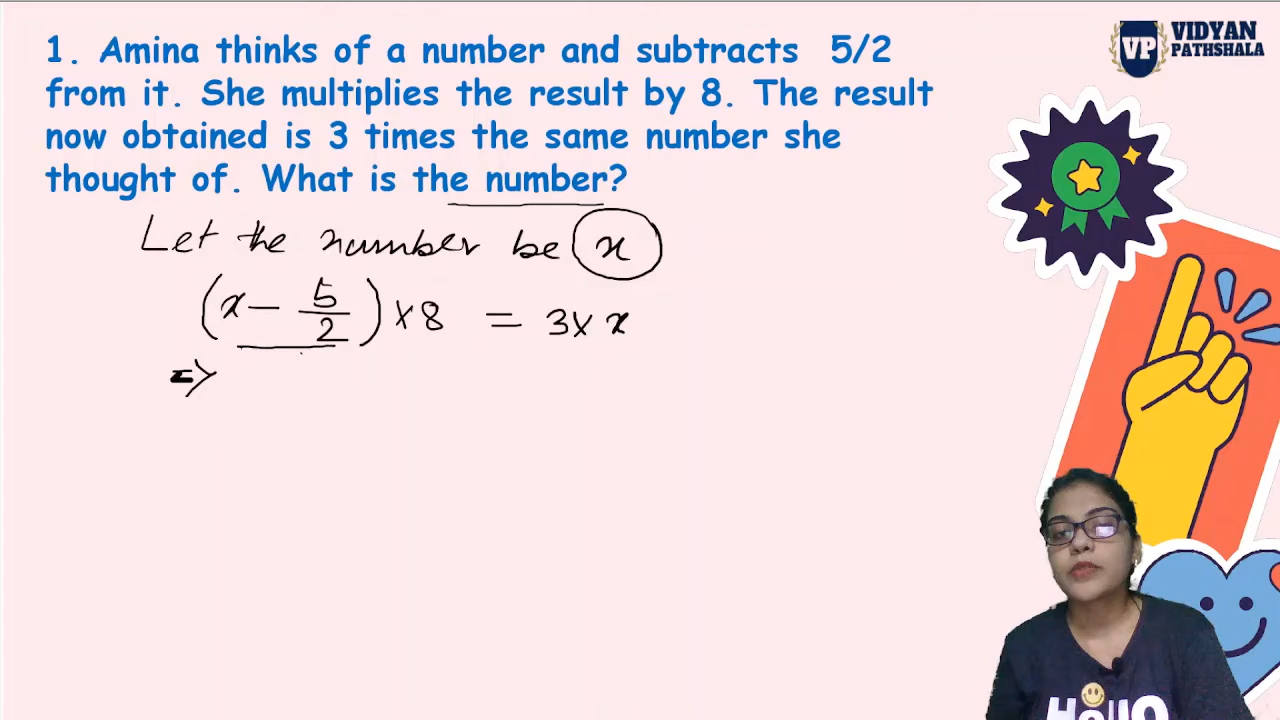 1. Amina thinks of a number and subtracts 5/2
from it. She multiplies the result by 8. The result
now obtained is 3 times the same number she
thought of. What is the number?
VIDYAN
PATHSHALA
VP
Let the number be x
(x - 5/2) × 8 = 3 × x
=>
HELLO